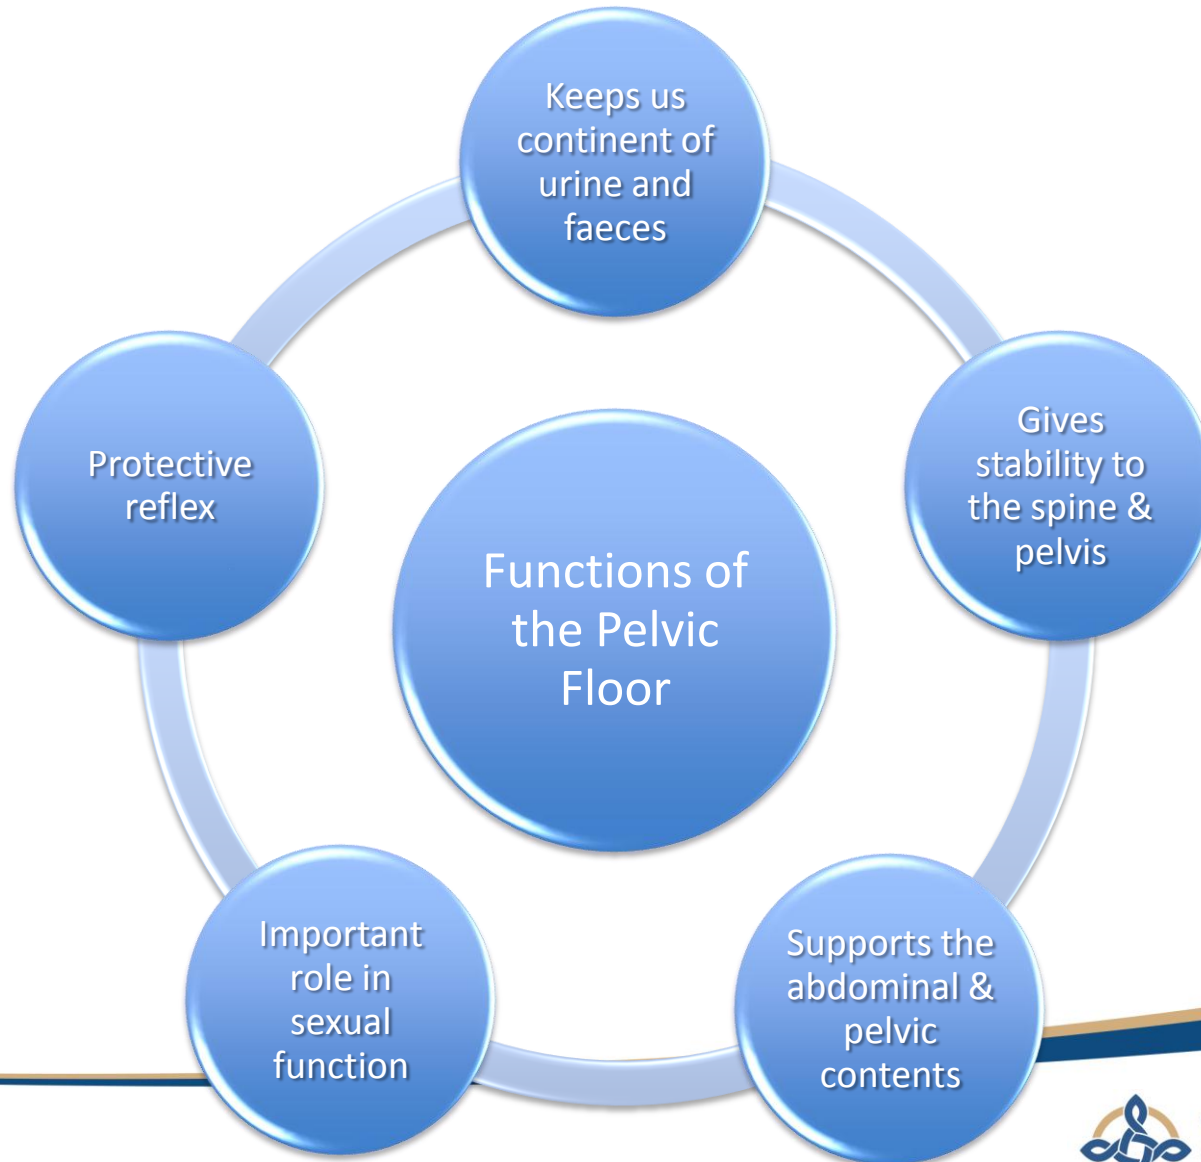 Keeps us
continent of
urine and
faeces
Gives
stability to
the spine &
pelvis
Protective
reflex
Functions of
the Pelvic
Floor
Important
role in
sexual
function
Supports the
abdominal &
pelvic
contents